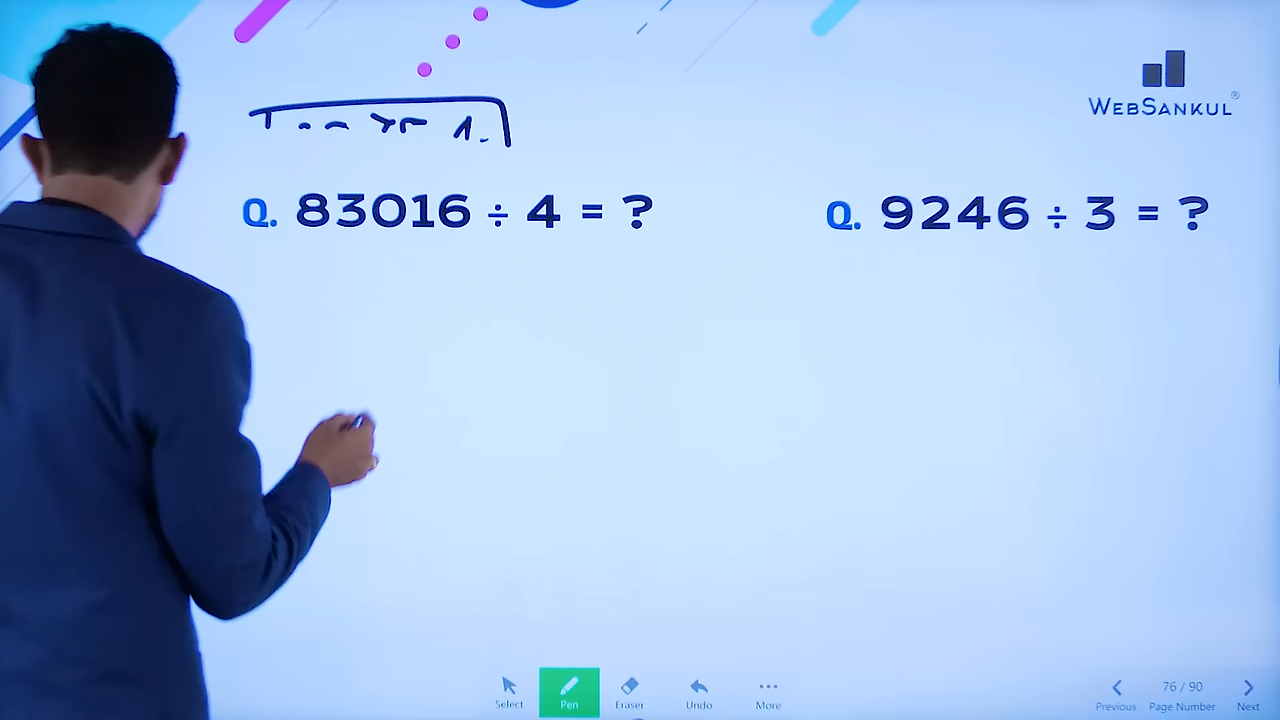 WEBSANKUL®
Q. 83016 ÷ 4 = ?
Q. 9246 ÷ 3 = ?
Select Pen Eraser Undo More
76 / 90
Previous Page Number Next